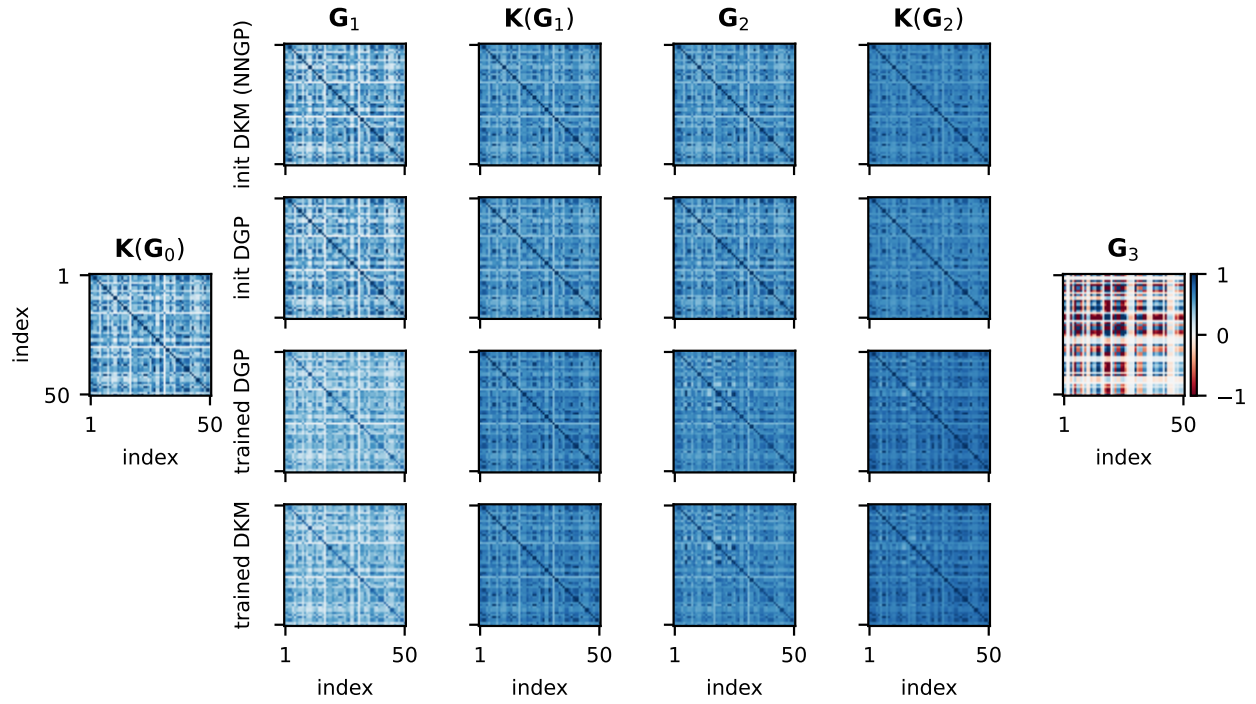 G₁ K(G₁) G₂ K(G₂)
init DKM (NNGP)
init DGP
trained DGP
trained DKM
K(G₀)
1
50
index
1 50
index
1 50
index
1 50
index
1 50
index
1 50
index
G₃
1
0
−1
1 50
index